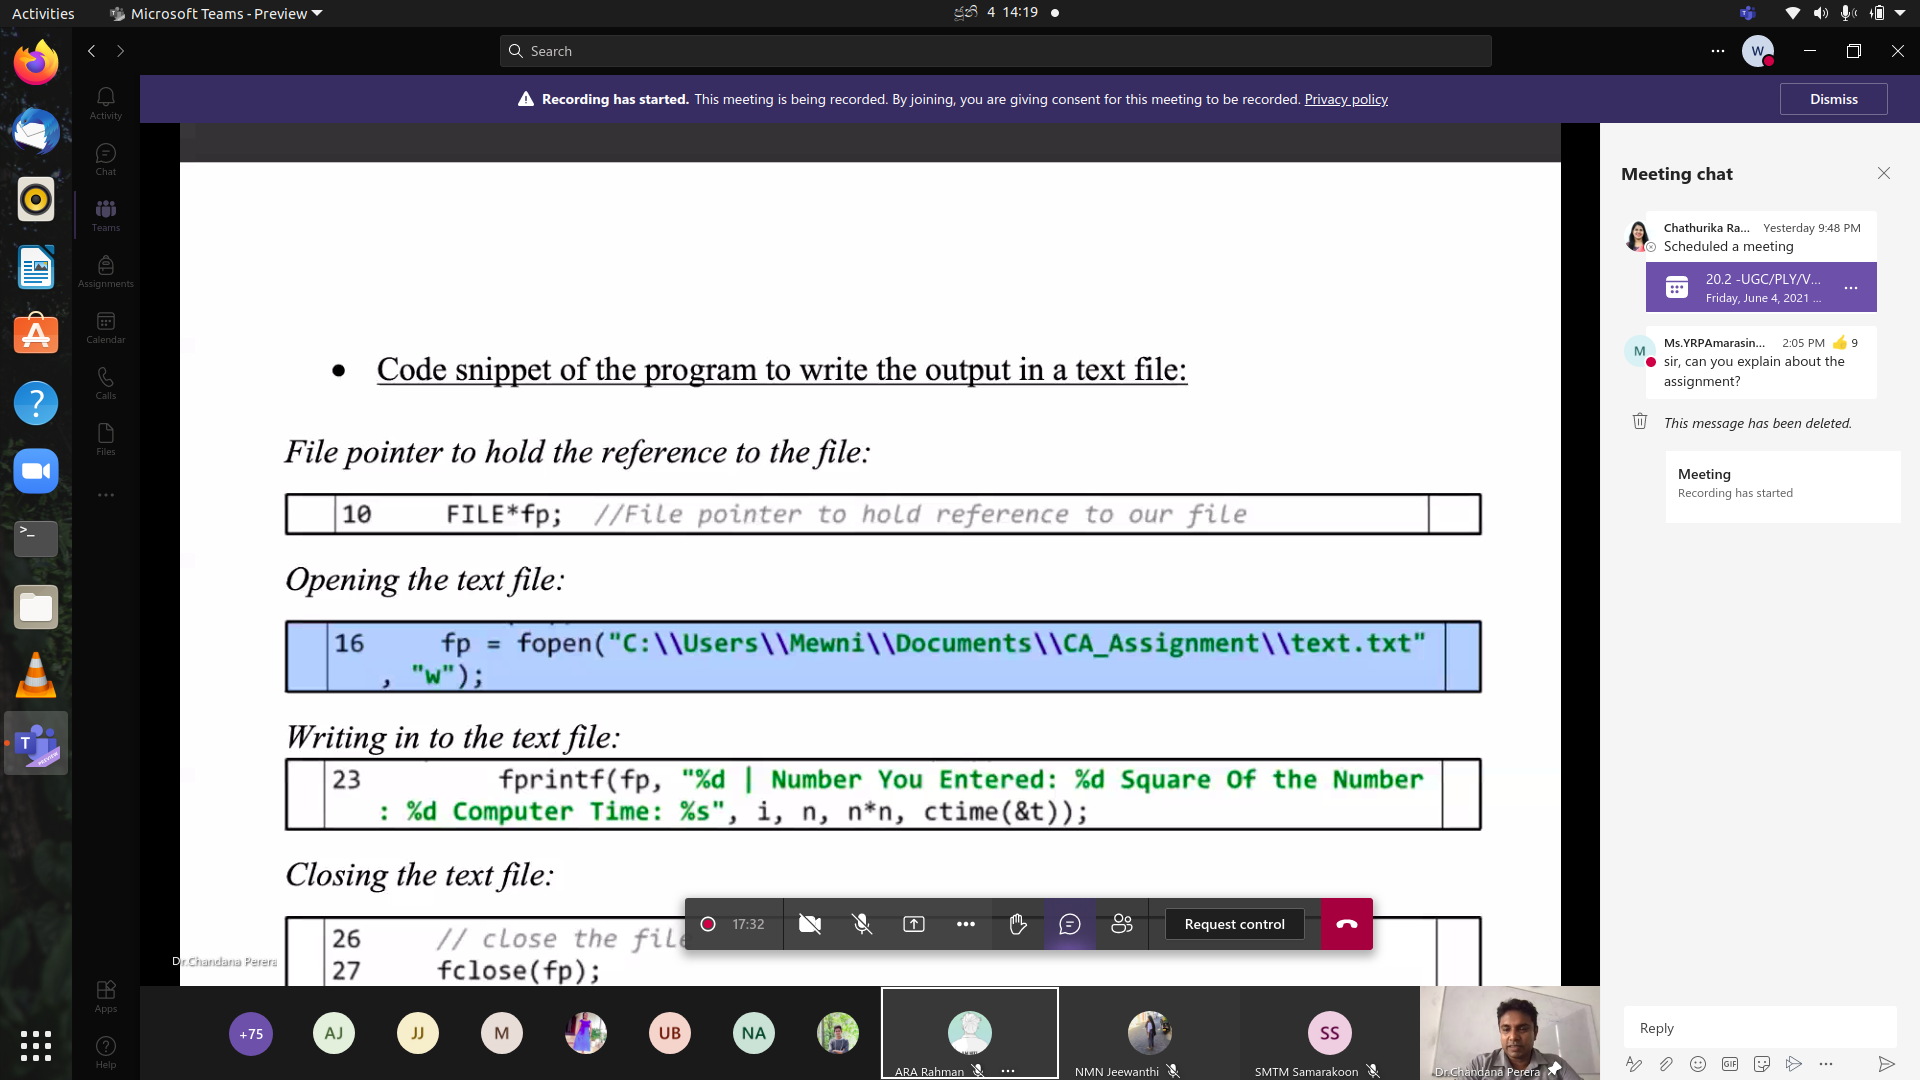 Activities
Microsoft Teams - Preview
ජූනි 4 14:19
Search
W
Recording has started. This meeting is being recorded. By joining, you are giving consent for this meeting to be recorded. Privacy policy
Dismiss
Activity
Chat
Teams
Assignments
Calendar
Calls
Files
Apps
Help
• Code snippet of the program to write the output in a text file:
File pointer to hold the reference to the file:
10 FILE*fp; //File pointer to hold reference to our file
Opening the text file:
16 fp = fopen("C:\\Users\\Mewni\\Documents\\CA_Assignment\\text.txt"
, "w");
Writing in to the text file:
23 fprintf(fp, "%d | Number You Entered: %d Square Of the Number
: %d Computer Time: %s", i, n, n*n, ctime(&t));
Closing the text file:
26 // close the file
27 fclose(fp);
Dr.Chandana Perera
17:32
Request control
Meeting chat
Chathurika Ra... Yesterday 9:48 PM
Scheduled a meeting
20.2 -UGC/PLY/V...
Friday, June 4, 2021 ...
M
Ms.YRPAmarasin... 2:05 PM 👍 9
sir, can you explain about the
assignment?
This message has been deleted.
Meeting
Recording has started
Reply
+75
AJ
JJ
M
UB
NA
ARA Rahman
NMN Jeewanthi
SS
SMTM Samarakoon
Dr.Chandana Perera